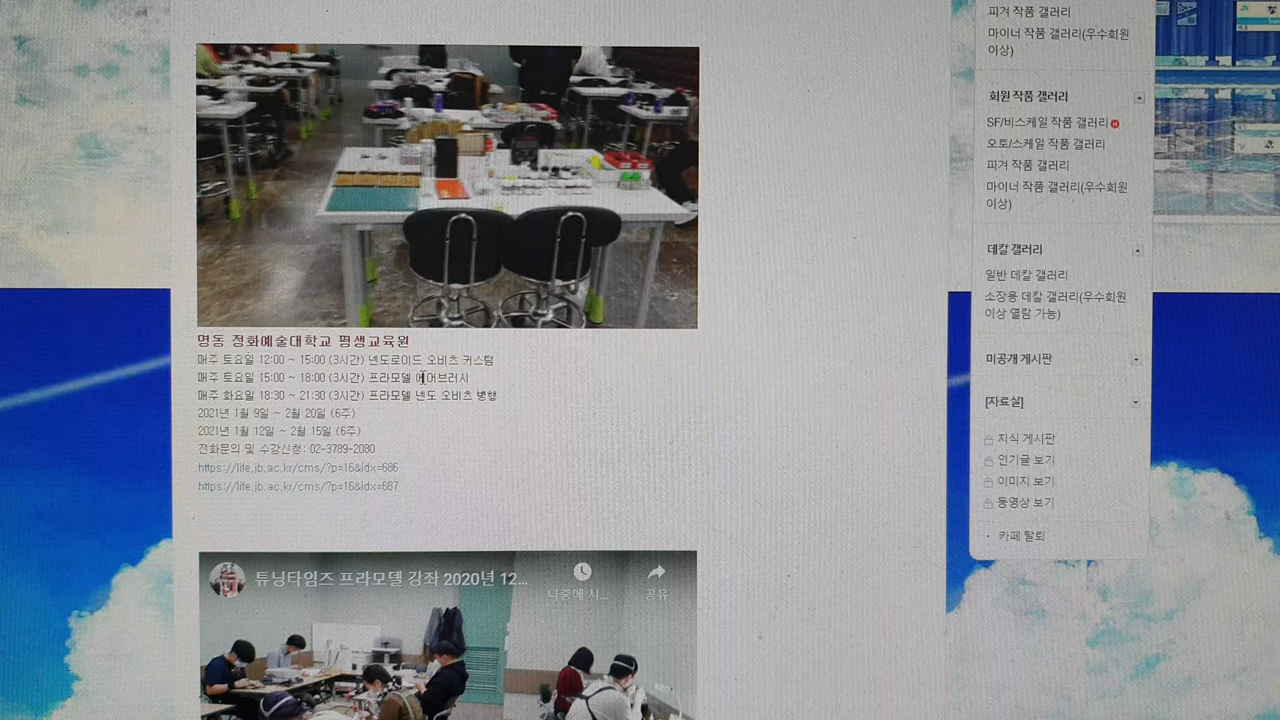 명동 정화예술대학교 평생교육원
매주 토요일 12:00 ~ 15:00 (3시간) 넨도로이드 오비츠 커스텀
매주 토요일 15:00 ~ 18:00 (3시간) 프라모델 에어브러시
매주 화요일 18:30 ~ 21:30 (3시간) 프라모델 넨도 오비츠 병행
2021년 1월 9일 ~ 2월 20일 (6주)
2021년 1월 12일 ~ 2월 15일 (6주)
전화문의 및 수강신청: 02-3789-2080
https://life.jb.ac.kr/cms/?p=16&idx=686
https://life.jb.ac.kr/cms/?p=16&idx=687
튜닝타임즈 프라모델 강좌 2020년 12...
나중에 시...
공유
피겨 작품 갤러리
마이너 작품 갤러리(우수회원
이상)
회원 작품 갤러리
SF/비스케일 작품 갤러리
오토/스케일 작품 갤러리
피겨 작품 갤러리
마이너 작품 갤러리(우수회원
이상)
데칼 갤러리
일반 데칼 갤러리
소장용 데칼 갤러리(우수회원
이상 열람 가능)
미공개 게시판
[자료실]
지식 게시판
인기글 보기
이미지 보기
동영상 보기
카페 탈퇴